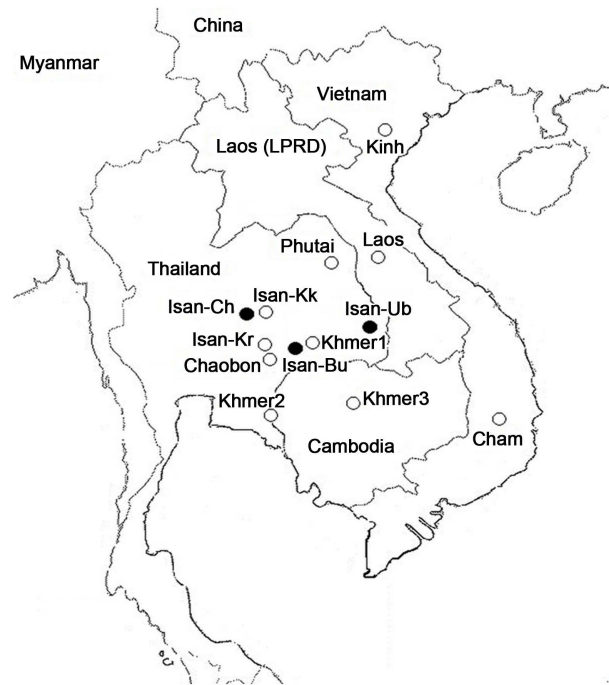 China
Myanmar
Vietnam
Kinh
Laos (LPRD)
Phutai
Laos
Thailand
Isan-Kk
Isan-Ch
Isan-Ub
Isan-Kr
Khmer1
Chaobon
Isan-Bu
Khmer2
Khmer3
Cham
Cambodia